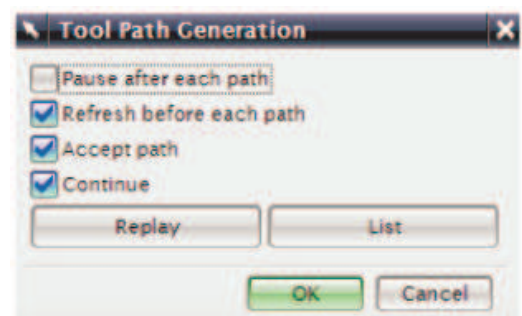 Tool Path Generation
Pause after each path
Refresh before each path
Accept path
Continue
Replay List
OK Cancel